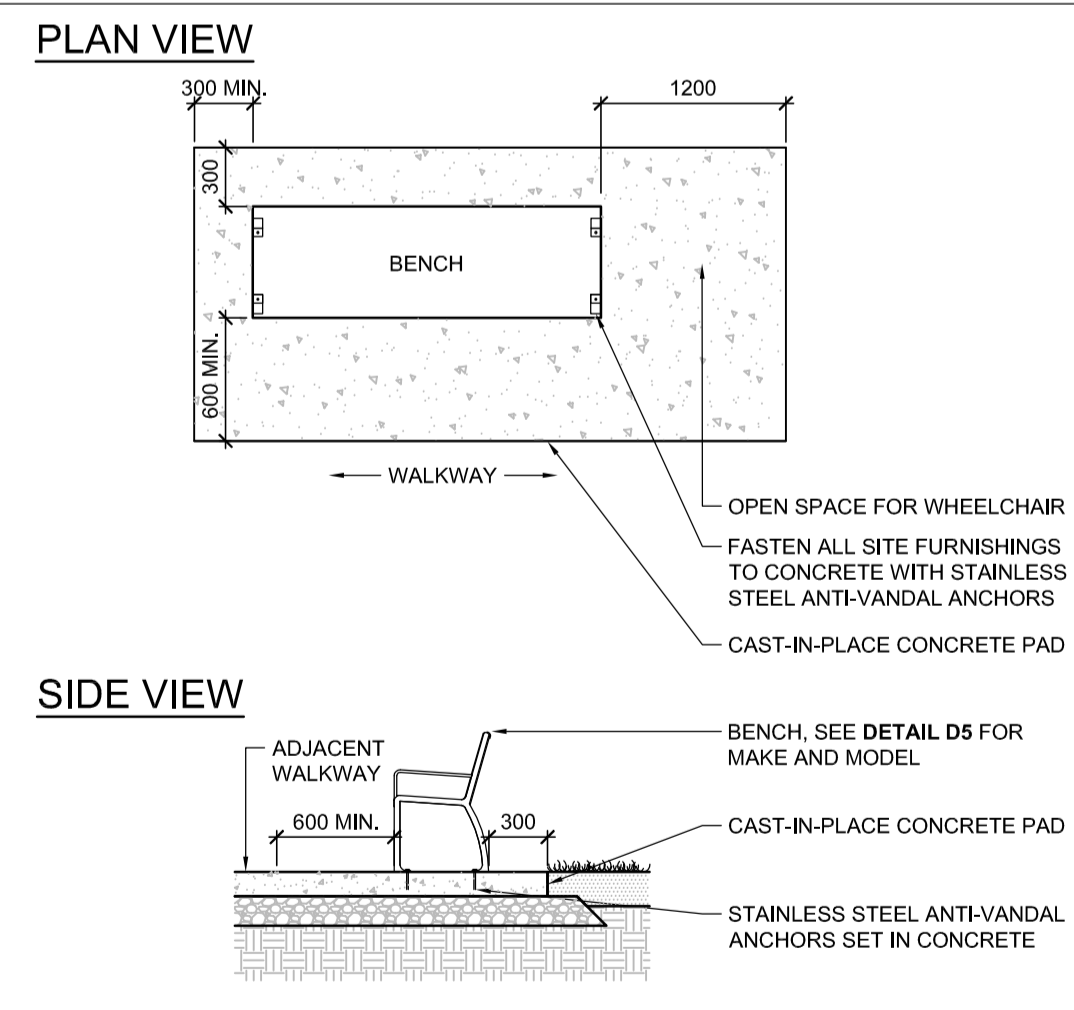 PLAN VIEW
300 MIN.
1200
300
BENCH
600 MIN.
WALKWAY
OPEN SPACE FOR WHEELCHAIR
FASTEN ALL SITE FURNISHINGS
TO CONCRETE WITH STAINLESS
STEEL ANTI-VANDAL ANCHORS
CAST-IN-PLACE CONCRETE PAD
SIDE VIEW
ADJACENT
WALKWAY
BENCH, SEE DETAIL D5 FOR
MAKE AND MODEL
600 MIN.
300
CAST-IN-PLACE CONCRETE PAD
STAINLESS STEEL ANTI-VANDAL
ANCHORS SET IN CONCRETE